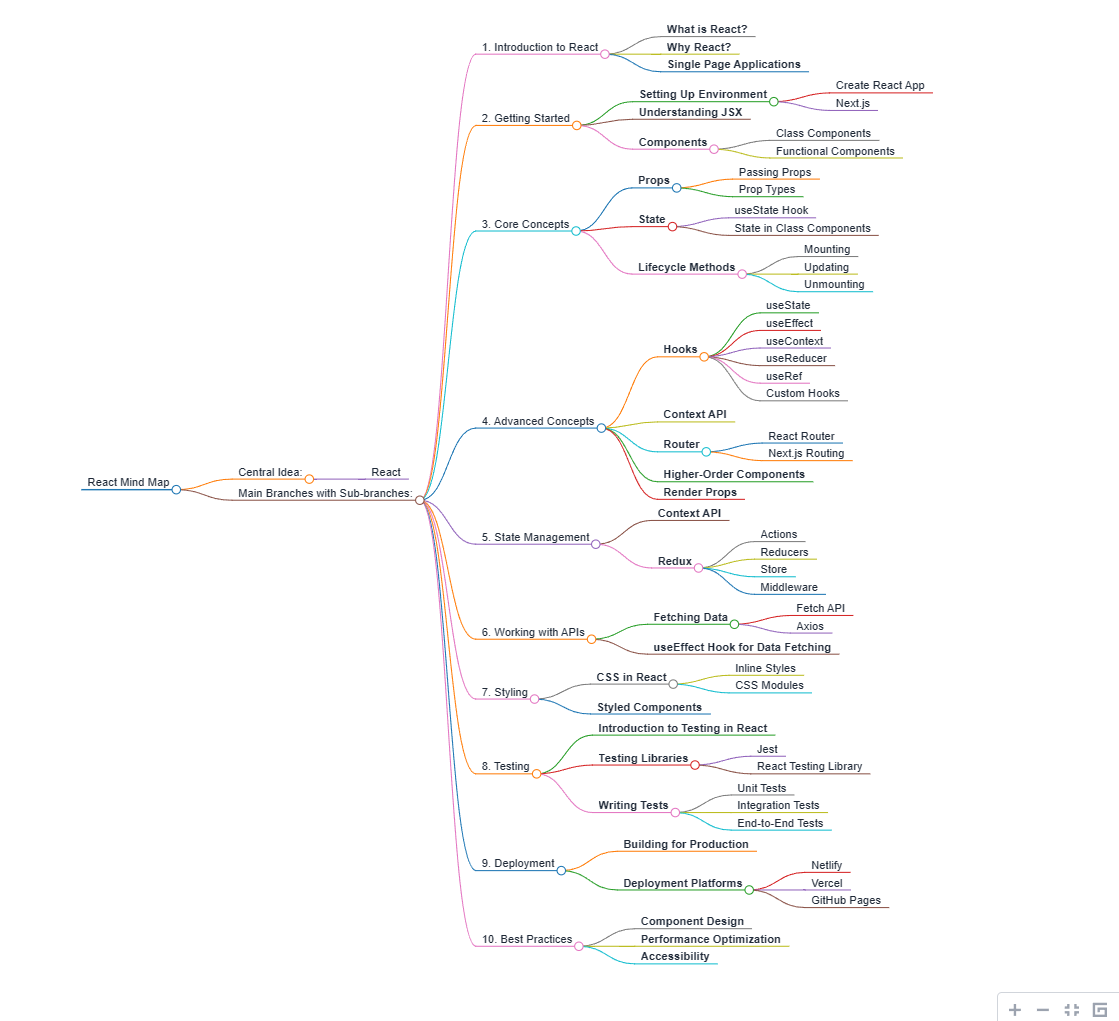 React Mind Map
Central Idea:
React
Main Branches with Sub-branches:
1. Introduction to React
What is React?
Why React?
Single Page Applications
2. Getting Started
Setting Up Environment
Create React App
Next.js
Understanding JSX
Components
Class Components
Functional Components
3. Core Concepts
Props
Passing Props
Prop Types
State
useState Hook
State in Class Components
Lifecycle Methods
Mounting
Updating
Unmounting
4. Advanced Concepts
Hooks
useState
useEffect
useContext
useReducer
useRef
Custom Hooks
Context API
Router
React Router
Next.js Routing
Higher-Order Components
Render Props
5. State Management
Context API
Redux
Actions
Reducers
Store
Middleware
6. Working with APIs
Fetching Data
Fetch API
Axios
useEffect Hook for Data Fetching
7. Styling
CSS in React
Inline Styles
CSS Modules
Styled Components
8. Testing
Introduction to Testing in React
Testing Libraries
Jest
React Testing Library
Writing Tests
Unit Tests
Integration Tests
End-to-End Tests
9. Deployment
Building for Production
Deployment Platforms
Netlify
Vercel
GitHub Pages
10. Best Practices
Component Design
Performance Optimization
Accessibility